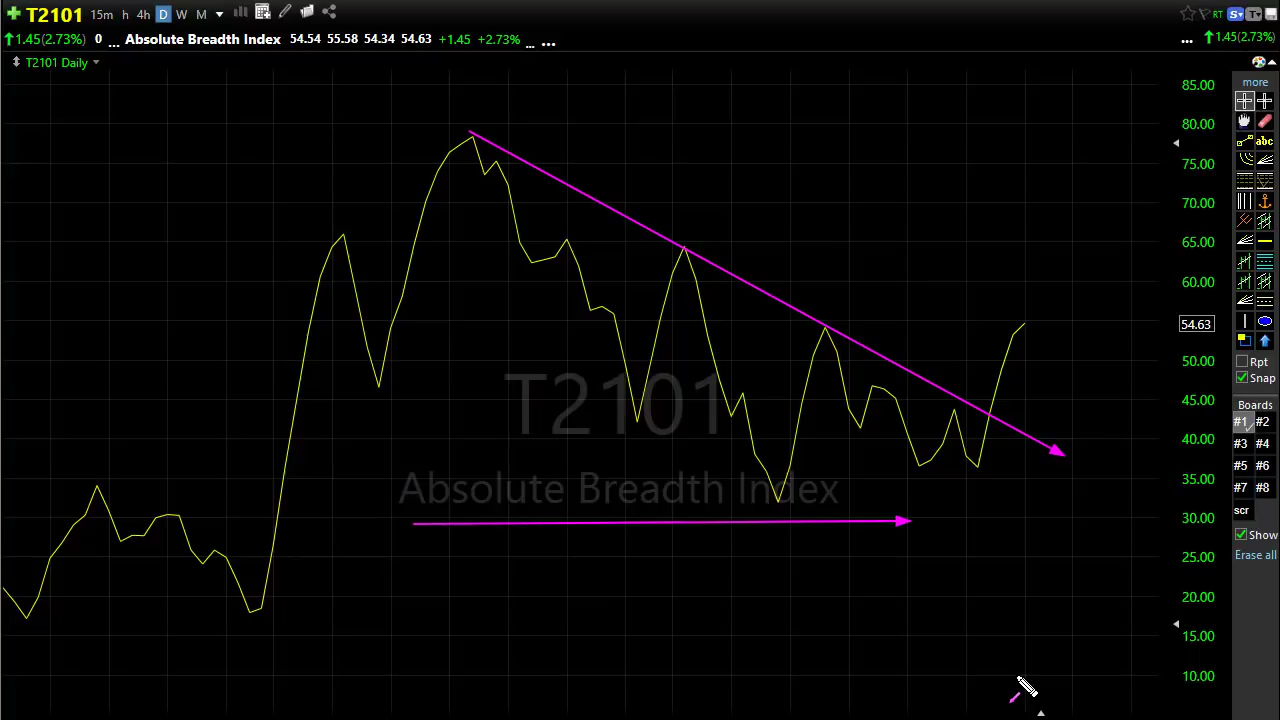 T2101 15m h 4h D W M RT S T
1.45(2.73%) 0 ... Absolute Breadth Index 54.54 55.58 54.34 54.63 +1.45 +2.73% ... ... ... 1.45(2.73%)
T2101 Daily
more
85.00
80.00
abc
75.00
70.00
65.00
60.00
54.63
50.00
Rpt
Snap
T2101
45.00
Boards
#1 #2
40.00
#3 #4
35.00
#5 #6
Absolute Breadth Index
#7 #8
30.00
scr
Show
25.00
Erase all
20.00
15.00
10.00